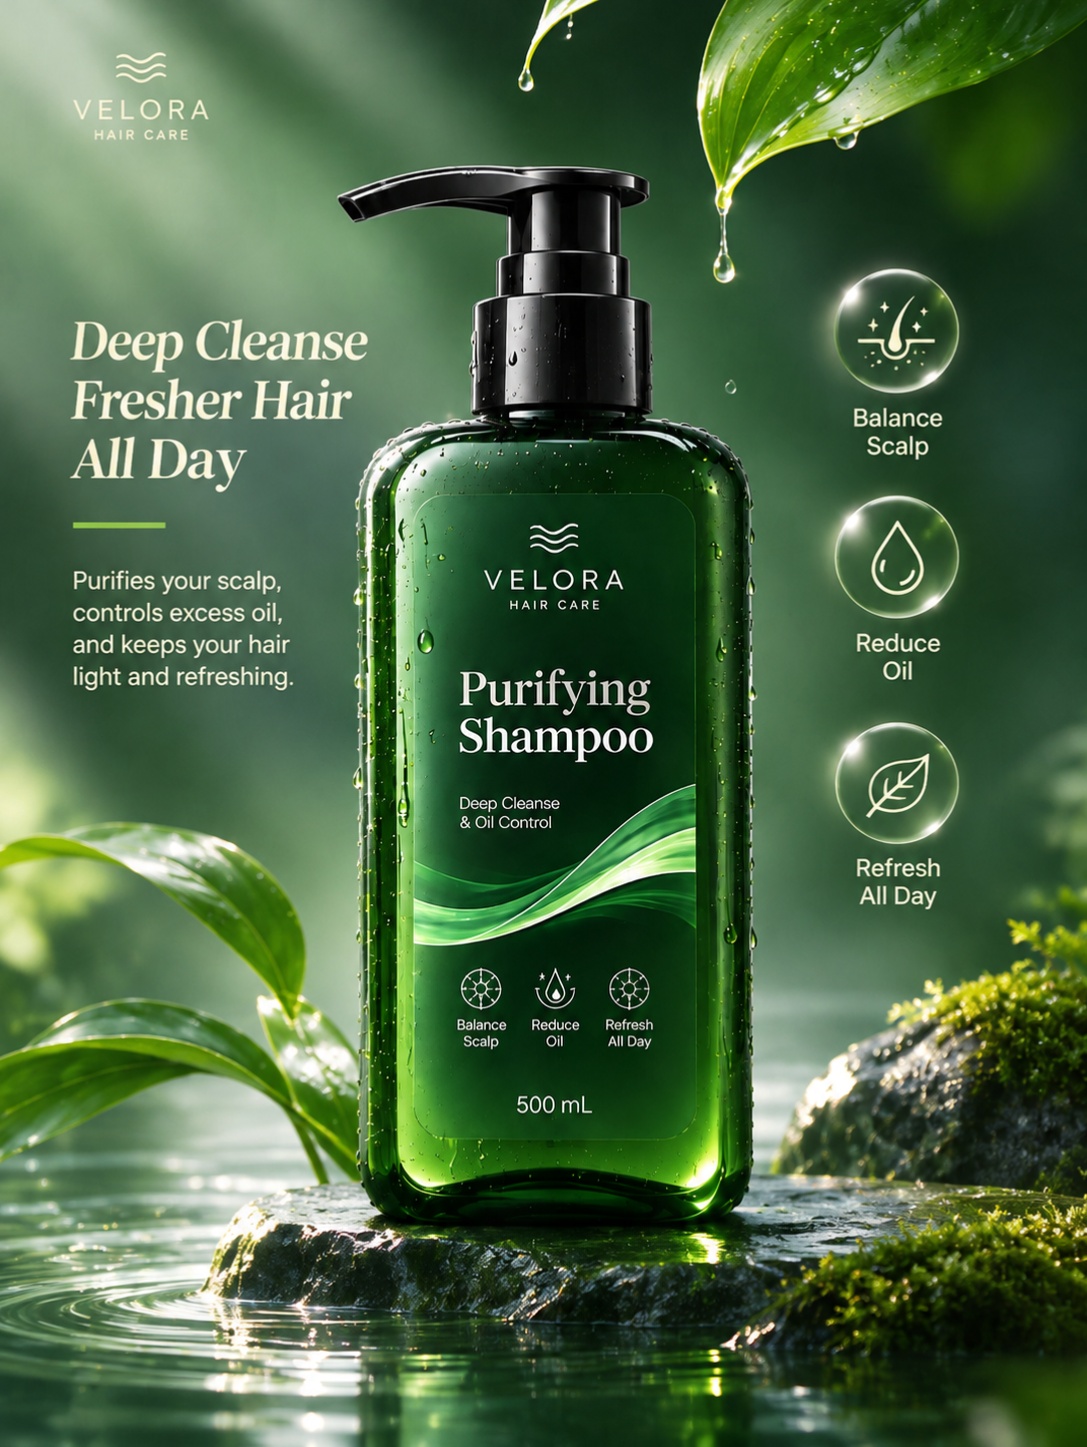 VELORA
HAIR CARE
Deep Cleanse
Fresher Hair
All Day
Purifies your scalp,
controls excess oil,
and keeps your hair
light and refreshing.
VELORA
HAIR CARE
Purifying
Shampoo
Deep Cleanse
& Oil Control
Balance
Scalp
Reduce
Oil
Refresh
All Day
500 mL
Balance
Scalp
Reduce
Oil
Refresh
All Day